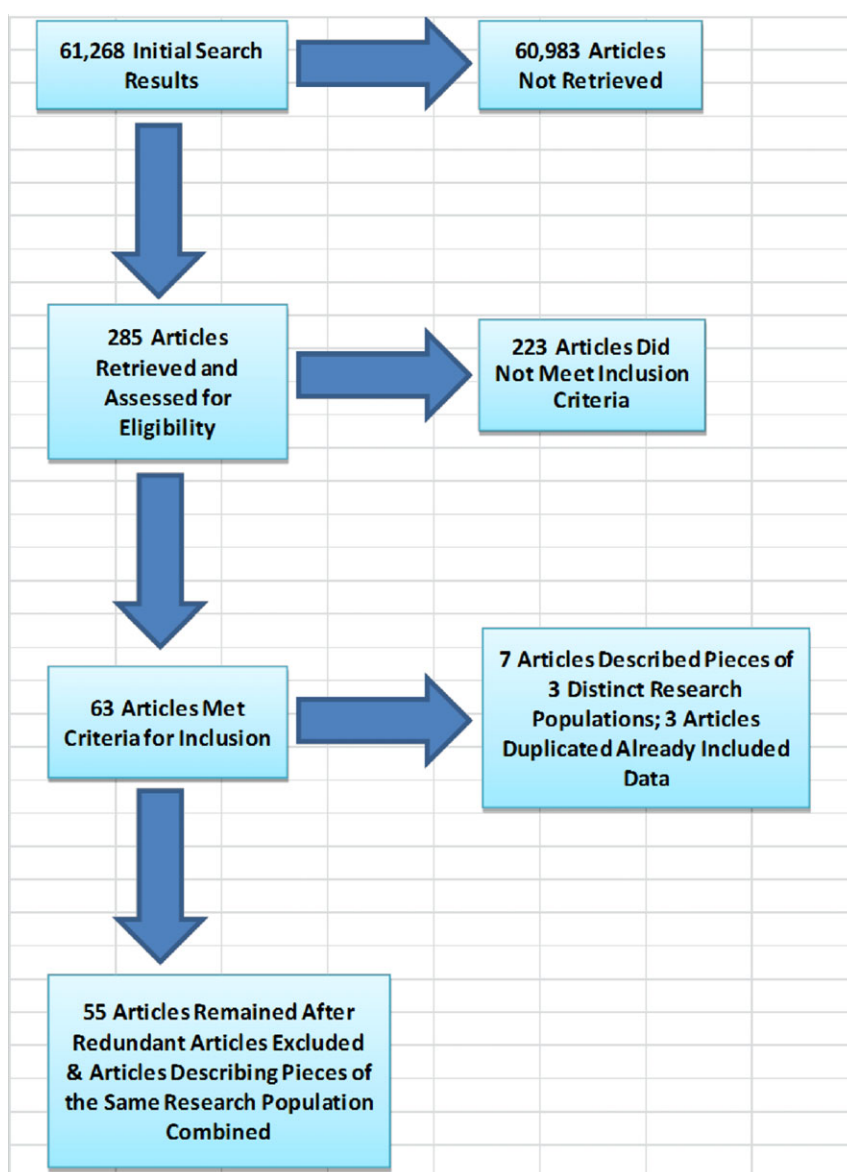 61,268 Initial Search
Results
60,983 Articles
Not Retrieved
285 Articles
Retrieved and
Assessed for
Eligibility
223 Articles Did
Not Meet Inclusion
Criteria
63 Articles Met
Criteria for Inclusion
7 Articles Described Pieces of
3 Distinct Research
Populations; 3 Articles
Duplicated Already Included
Data
55 Articles Remained After
Redundant Articles Excluded
& Articles Describing Pieces of
the Same Research Population
Combined